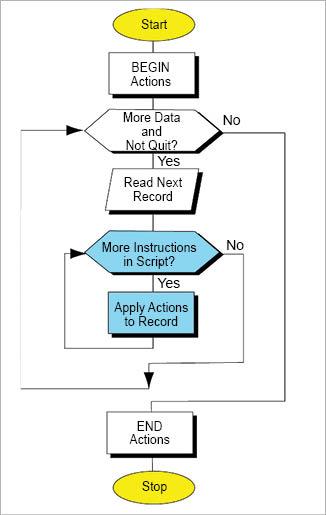 Start
BEGIN
Actions
More Data
and
Not Quit?
No
Yes
Read Next
Record
More Instructions
in Script?
No
Yes
Apply Actions
to Record
END
Actions
Stop